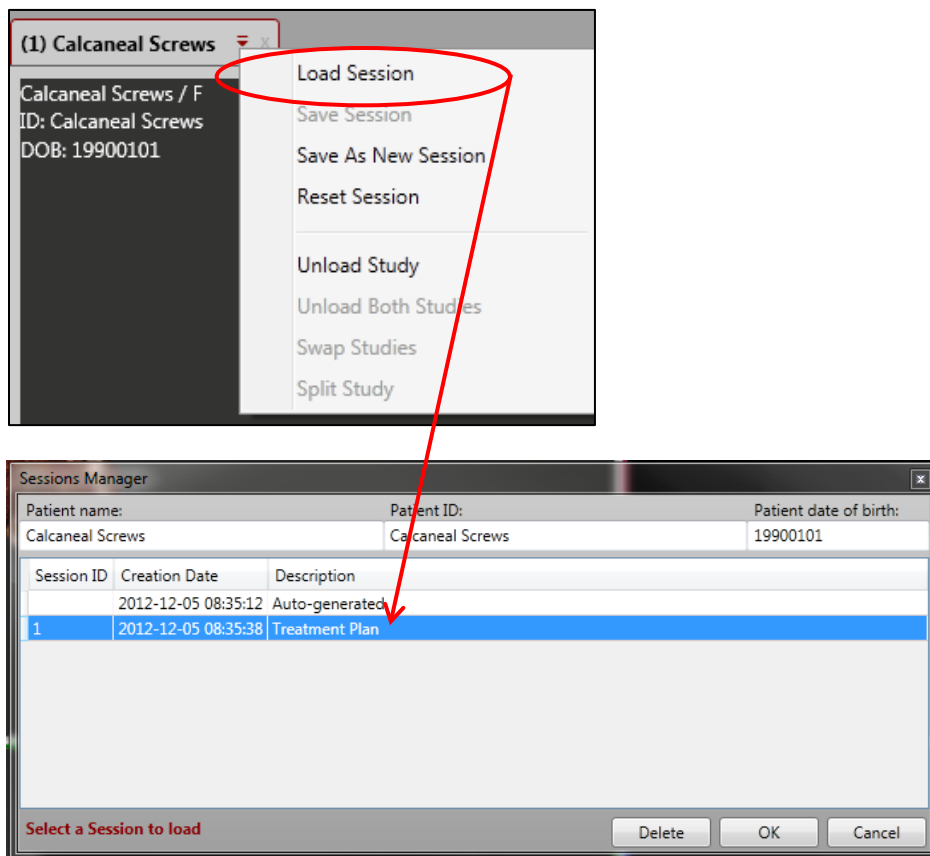 (1) Calcaneal Screws x
Calcaneal Screws / F
ID: Calcaneal Screws
DOB: 19900101
Load Session
Save Session
Save As New Session
Reset Session
Unload Study
Unload Both Studies
Swap Studies
Split Study
Sessions Manager x
Patient name: Patient ID: Patient date of birth:
Calcaneal Screws Calcaneal Screws 19900101
Session ID Creation Date Description
2012-12-05 08:35:12 Auto-generated
1 2012-12-05 08:35:38 Treatment Plan
Select a Session to load Delete OK Cancel